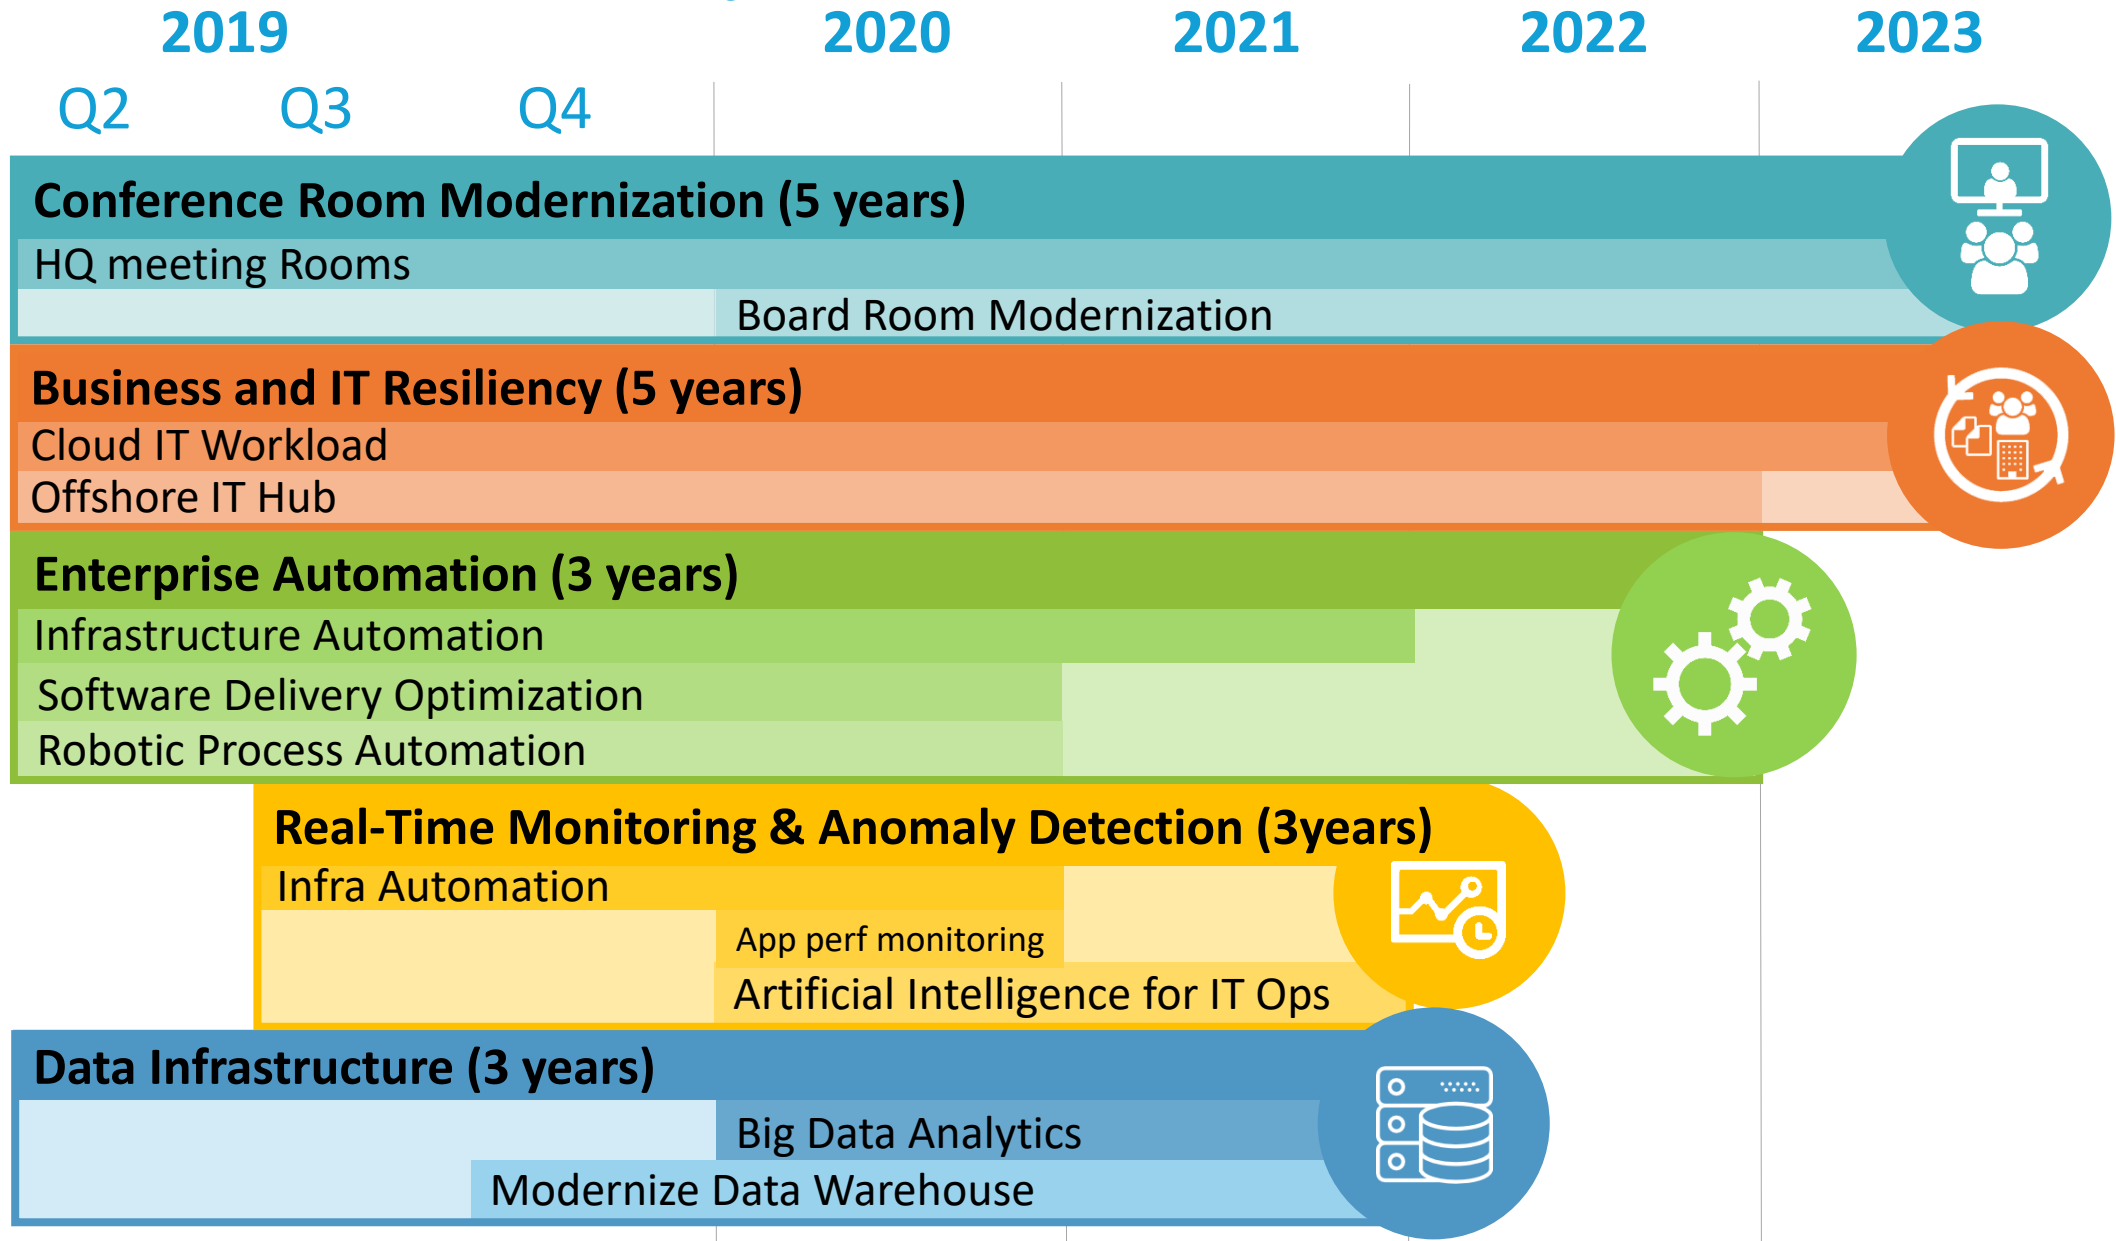 2019 2020 2021 2022 2023
Q2 Q3 Q4
Conference Room Modernization (5 years)
HQ meeting Rooms
Board Room Modernization
Business and IT Resiliency (5 years)
Cloud IT Workload
Offshore IT Hub
Enterprise Automation (3 years)
Infrastructure Automation
Software Delivery Optimization
Robotic Process Automation
Real-Time Monitoring & Anomaly Detection (3years)
Infra Automation
App perf monitoring
Artificial Intelligence for IT Ops
Data Infrastructure (3 years)
Big Data Analytics
Modernize Data Warehouse